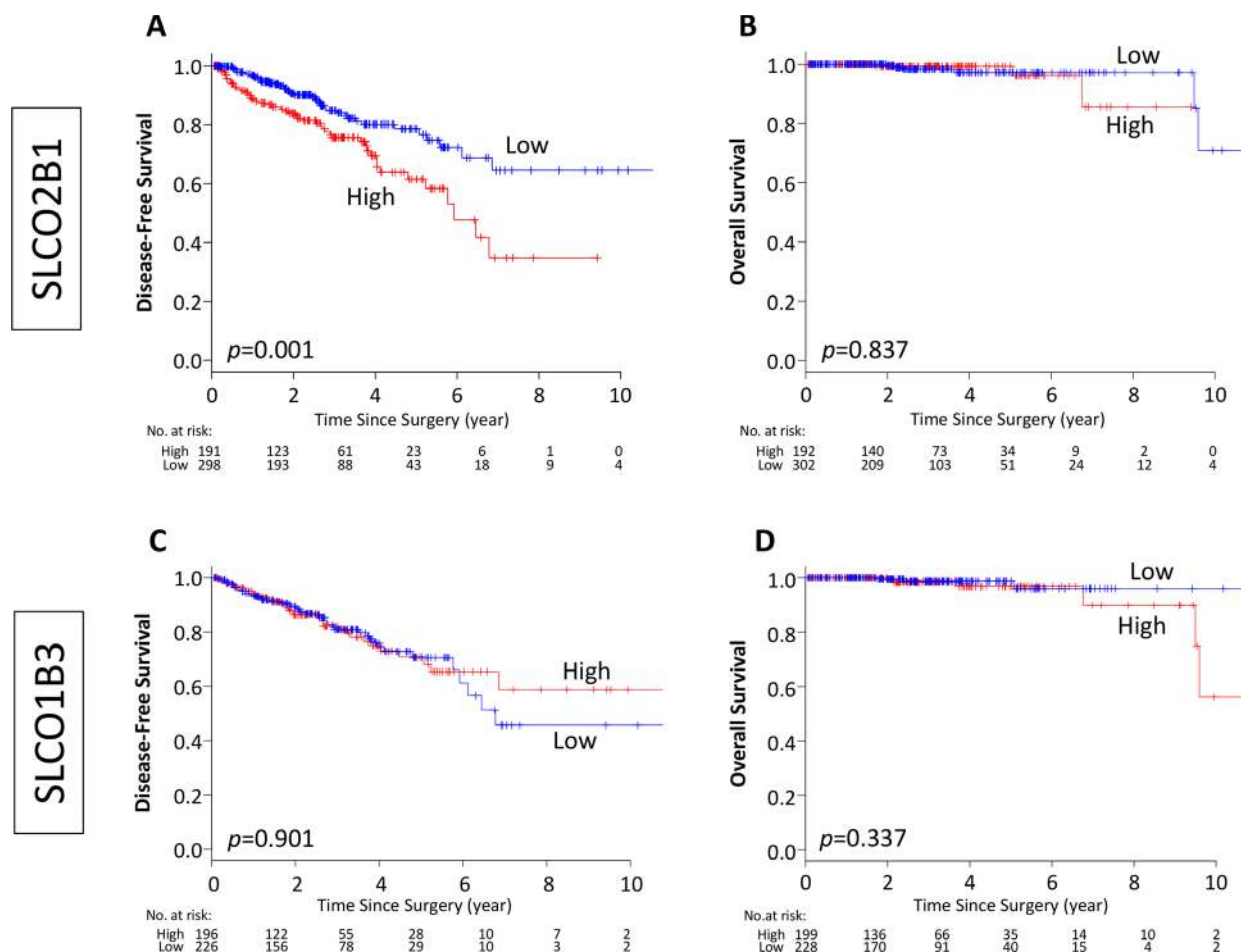 A
B
SLCO2B1
Disease-Free Survival
1.0
0.8
0.6
0.4
0.2
0.0
Low
High
p=0.001
0 2 4 6 8 10
Time Since Surgery (year)
No. at risk:
High 191 123 61 23 6 1 0
Low 298 193 88 43 18 9 4
Overall Survival
1.0
0.8
0.6
0.4
0.2
0.0
Low
High
p=0.837
0 2 4 6 8 10
Time Since Surgery (year)
No. at risk:
High 192 140 73 34 9 2 0
Low 302 209 103 51 24 12 4
C
D
SLCO1B3
Disease-Free Survival
1.0
0.8
0.6
0.4
0.2
0.0
High
Low
p=0.901
0 2 4 6 8 10
Time Since Surgery (year)
No. at risk:
High 196 122 55 28 10 7 2
Low 226 156 78 29 10 3 2
Overall Survival
1.0
0.8
0.6
0.4
0.2
0.0
Low
High
p=0.337
0 2 4 6 8 10
Time Since Surgery (year)
No.at risk:
High 199 136 66 35 14 10 2
Low 228 170 91 40 15 4 2